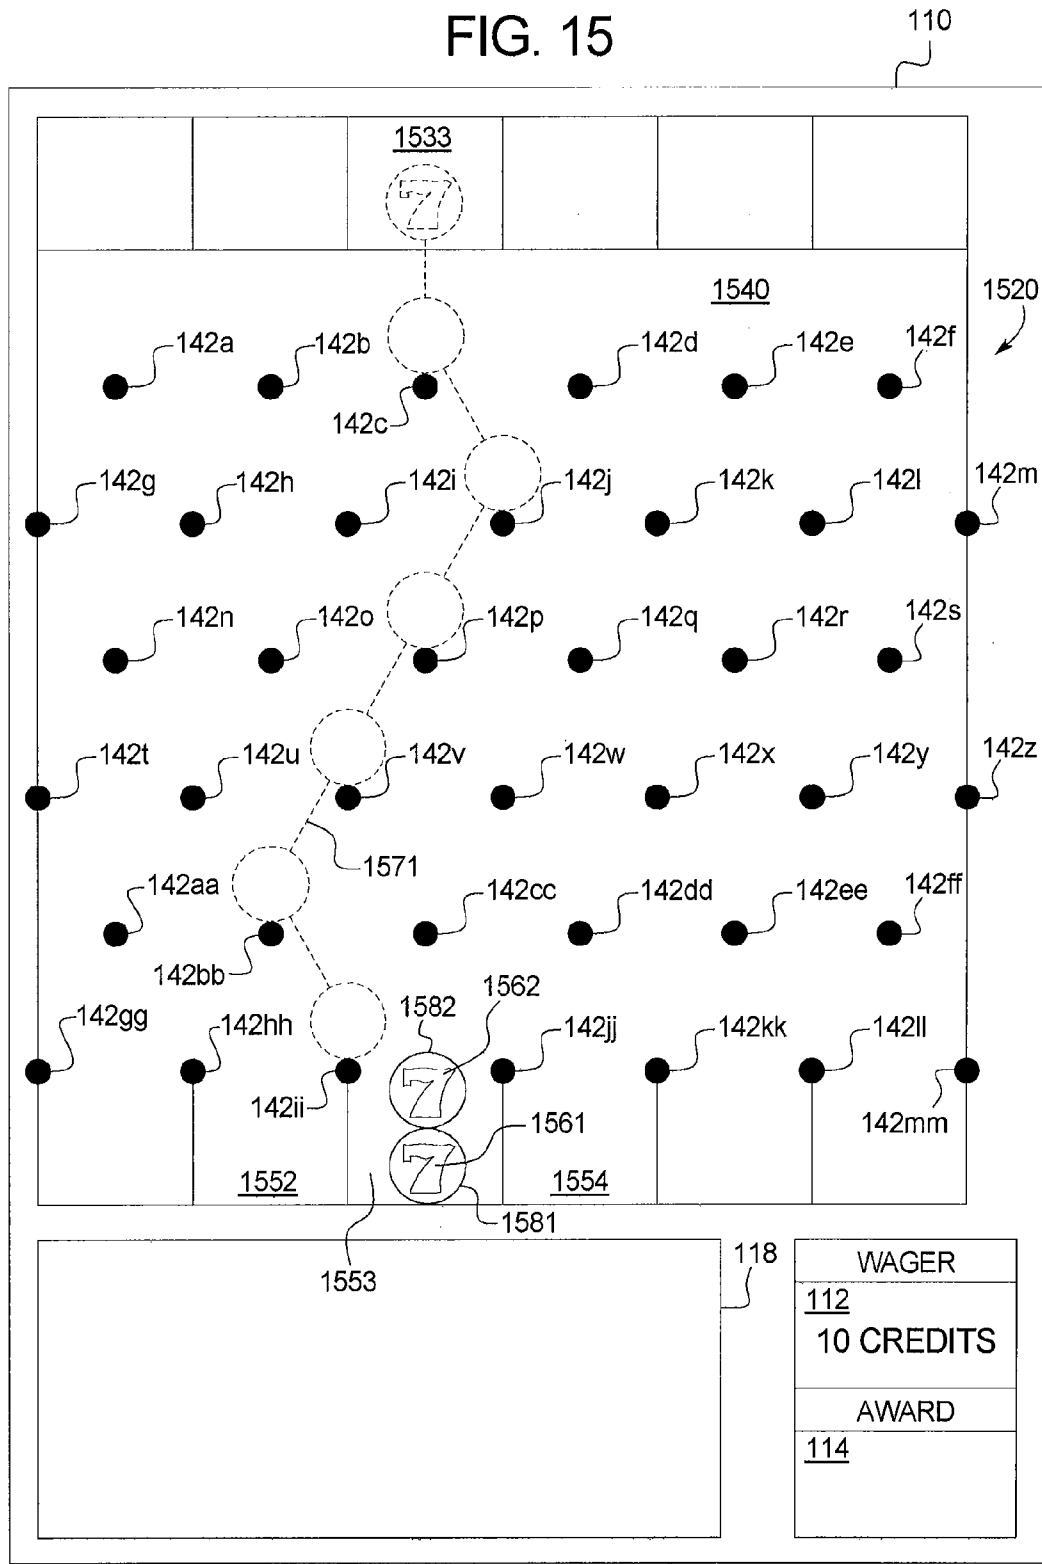 FIG. 15
110
1533
7
1540
1520
142a 142b 142d 142e 142f
142c
142g 142h 142i 142j 142k 142l 142m
142n 142o 142p 142q 142r 142s
142t 142u 142v 142w 142x 142y 142z
1571
142aa 142cc 142dd 142ee 142ff
142bb
1582 1562
142gg 142hh 142jj 142kk 142ll
7
142ii 1561 142mm
7
1552 1554
1581
1553
118
WAGER
112
10 CREDITS
AWARD
114